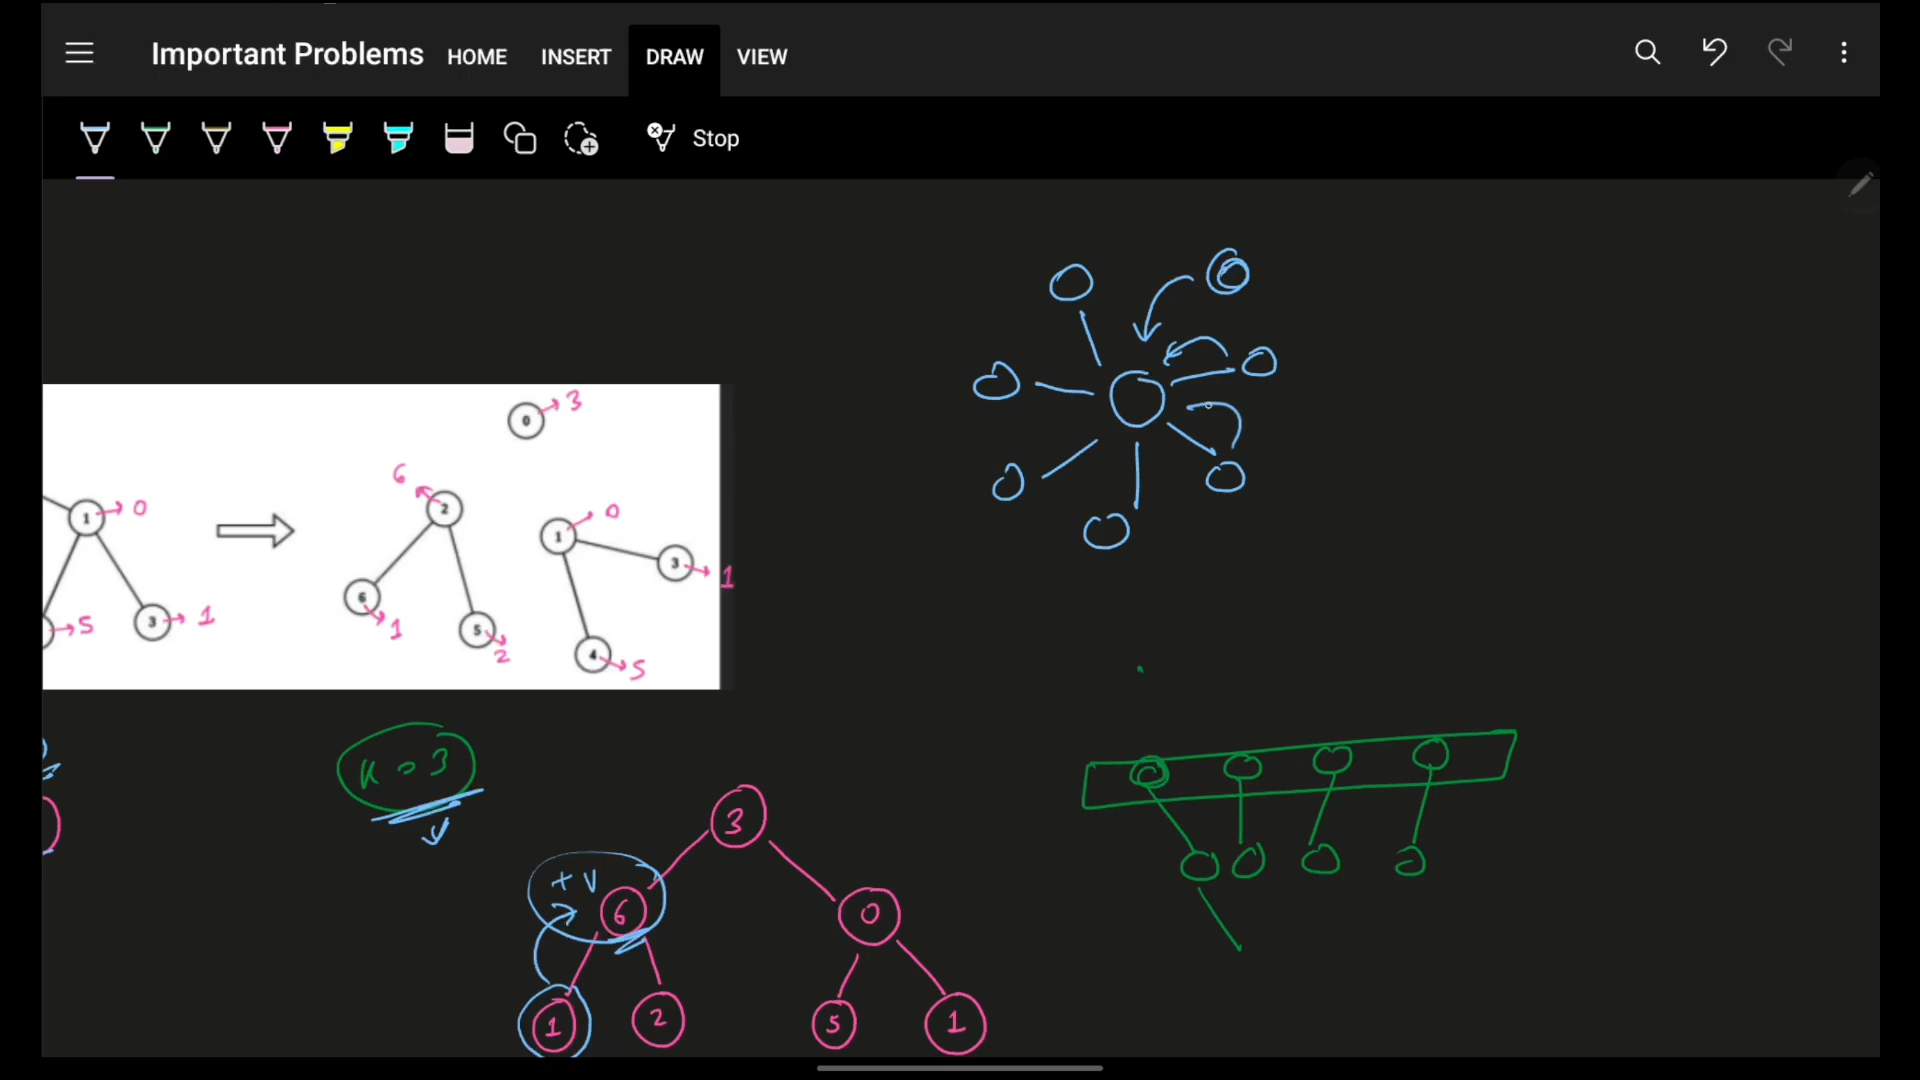 Important Problems HOME INSERT DRAW VIEW
Stop
0 → 3
6
2
1 → 0
1 → 0
3 → 1
6
1
5
2
→ 5
3 → 1
4 → 5
K = 3
3
+V
6
0
1
2
5
1